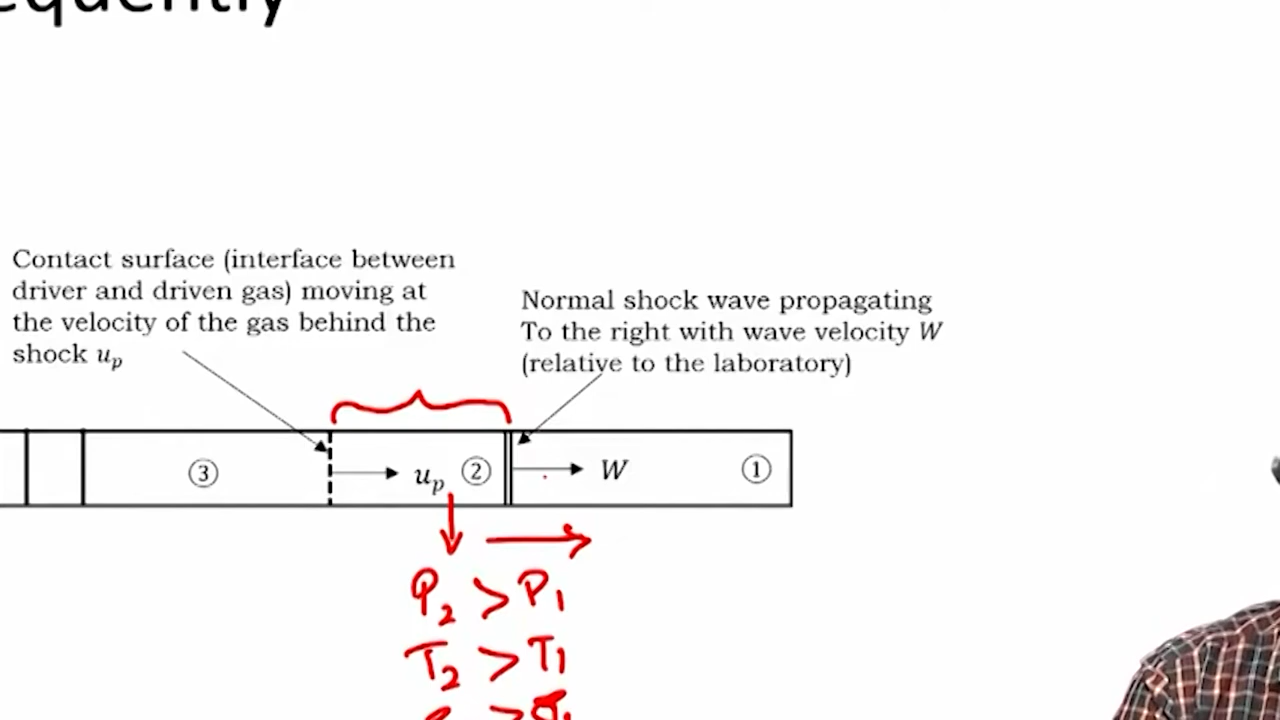 Contact surface (interface between
driver and driven gas) moving at
the velocity of the gas behind the
shock u_p
Normal shock wave propagating
To the right with wave velocity W
(relative to the laboratory)
③ u_p ② W ①
P₂ > P₁
T₂ > T₁